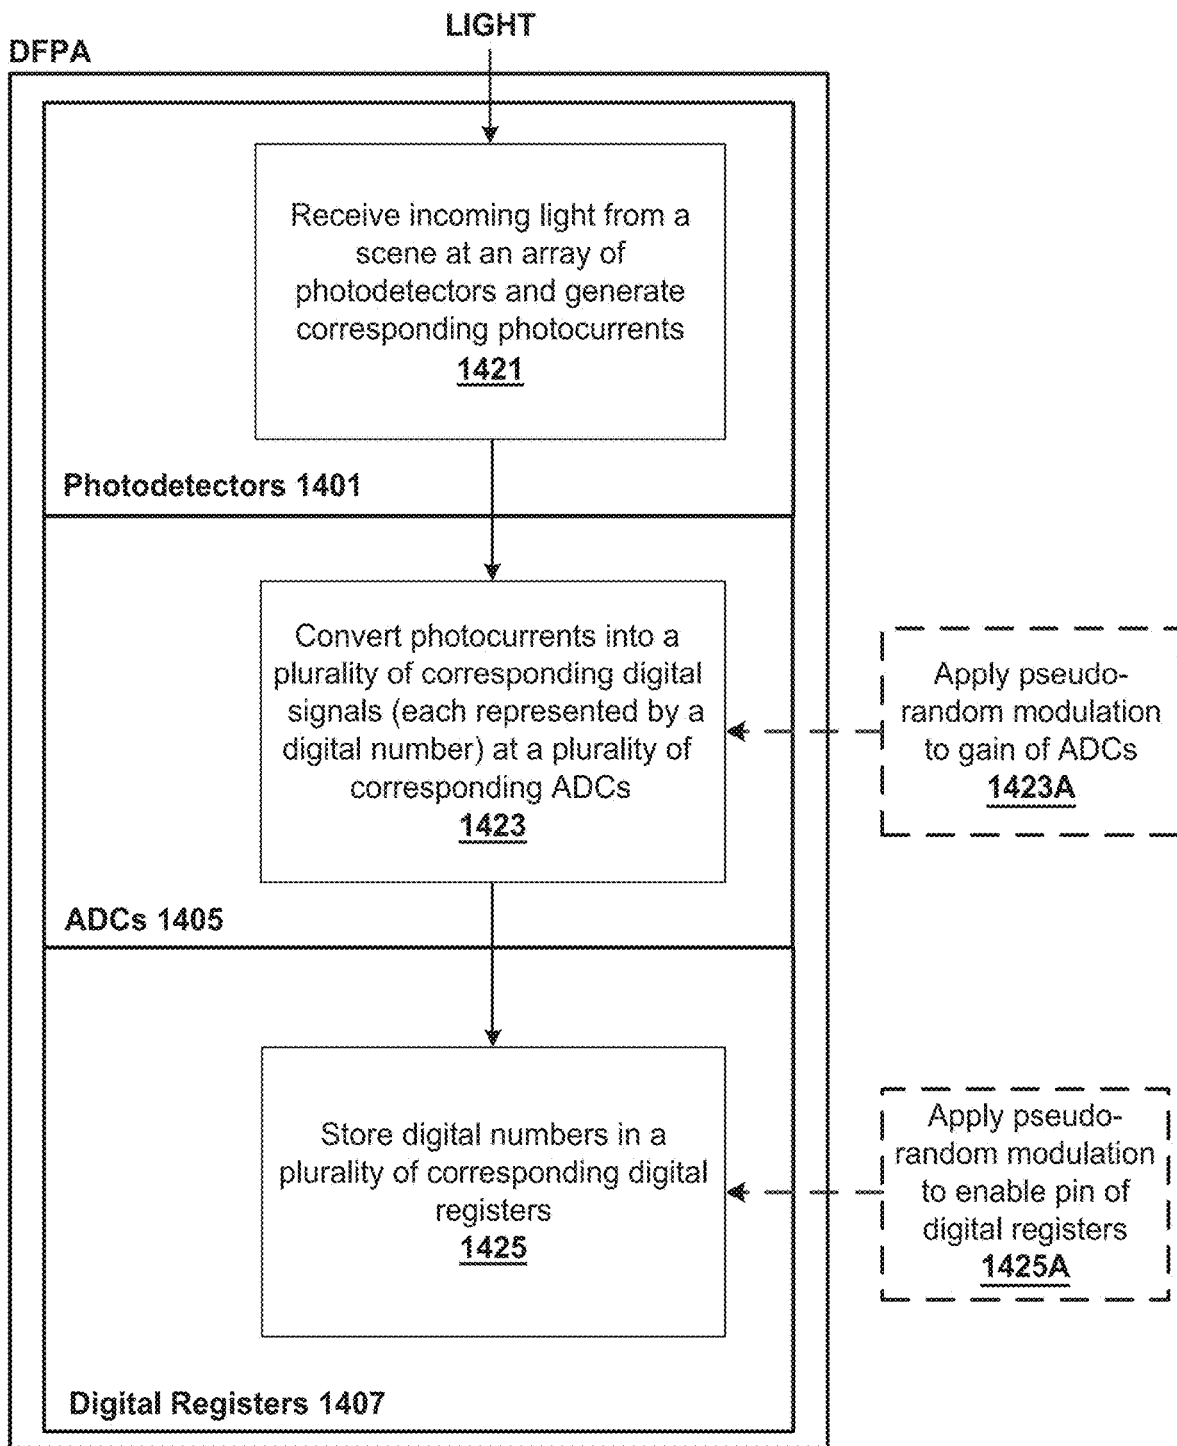 LIGHT
DFPA
Receive incoming light from a
scene at an array of
photodetectors and generate
corresponding photocurrents
1421
Photodetectors 1401
Convert photocurrents into a
plurality of corresponding digital
signals (each represented by a
digital number) at a plurality of
corresponding ADCs
1423
Apply pseudo-
random modulation
to gain of ADCs
1423A
ADCs 1405
Store digital numbers in a
plurality of corresponding digital
registers
1425
Apply pseudo-
random modulation
to enable pin of
digital registers
1425A
Digital Registers 1407